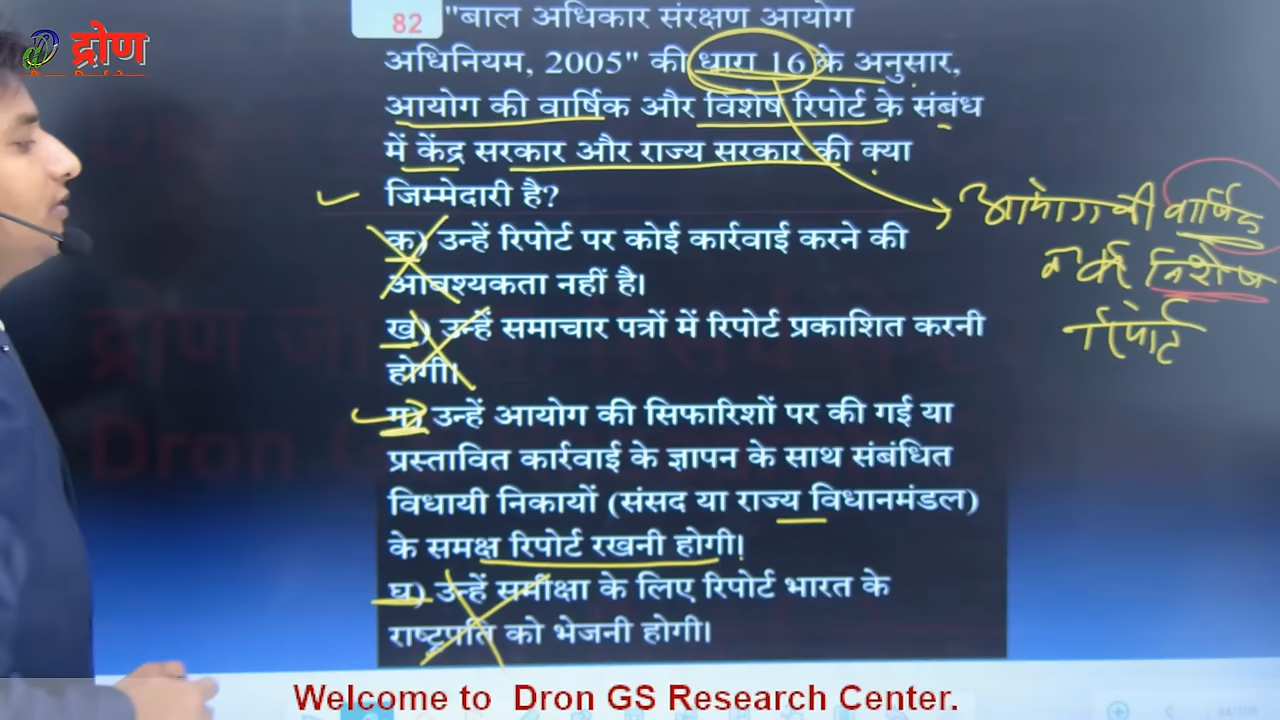 द्रोण
82
"बाल अधिकार संरक्षण आयोग
अधिनियम, 2005" की धारा 16 के अनुसार,
आयोग की वार्षिक और विशेष रिपोर्ट के संबंध
में केंद्र सरकार और राज्य सरकार की क्या
जिम्मेदारी है?
क) उन्हें रिपोर्ट पर कोई कार्रवाई करने की
आवश्यकता नहीं है।
ख) उन्हें समाचार पत्रों में रिपोर्ट प्रकाशित करनी
होगी।
ग) उन्हें आयोग की सिफारिशों पर की गई या
प्रस्तावित कार्रवाई के ज्ञापन के साथ संबंधित
विधायी निकायों (संसद या राज्य विधानमंडल)
के समक्ष रिपोर्ट रखनी होगी।
घ) उन्हें समीक्षा के लिए रिपोर्ट भारत के
राष्ट्रपति को भेजनी होगी।
आयोग की वार्षिक
विशेष
रिपोर्ट
Welcome to Dron GS Research Center.